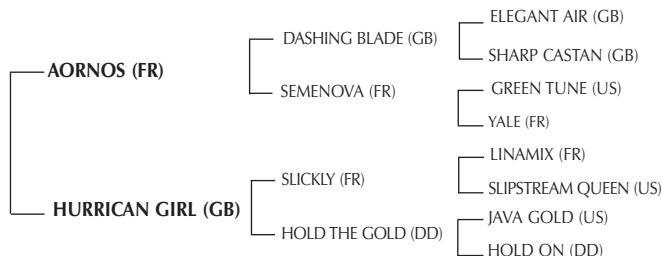 ELEGANT AIR (GB)
DASHING BLADE (GB)
SHARP CASTAN (GB)
AORNOS (FR)
GREEN TUNE (US)
SEMENOVA (FR)
YALE (FR)
LINAMIX (FR)
SLICKLY (FR)
SLIPSTREAM QUEEN (US)
HURRICAN GIRL (GB)
JAVA GOLD (US)
HOLD THE GOLD (DD)
HOLD ON (DD)